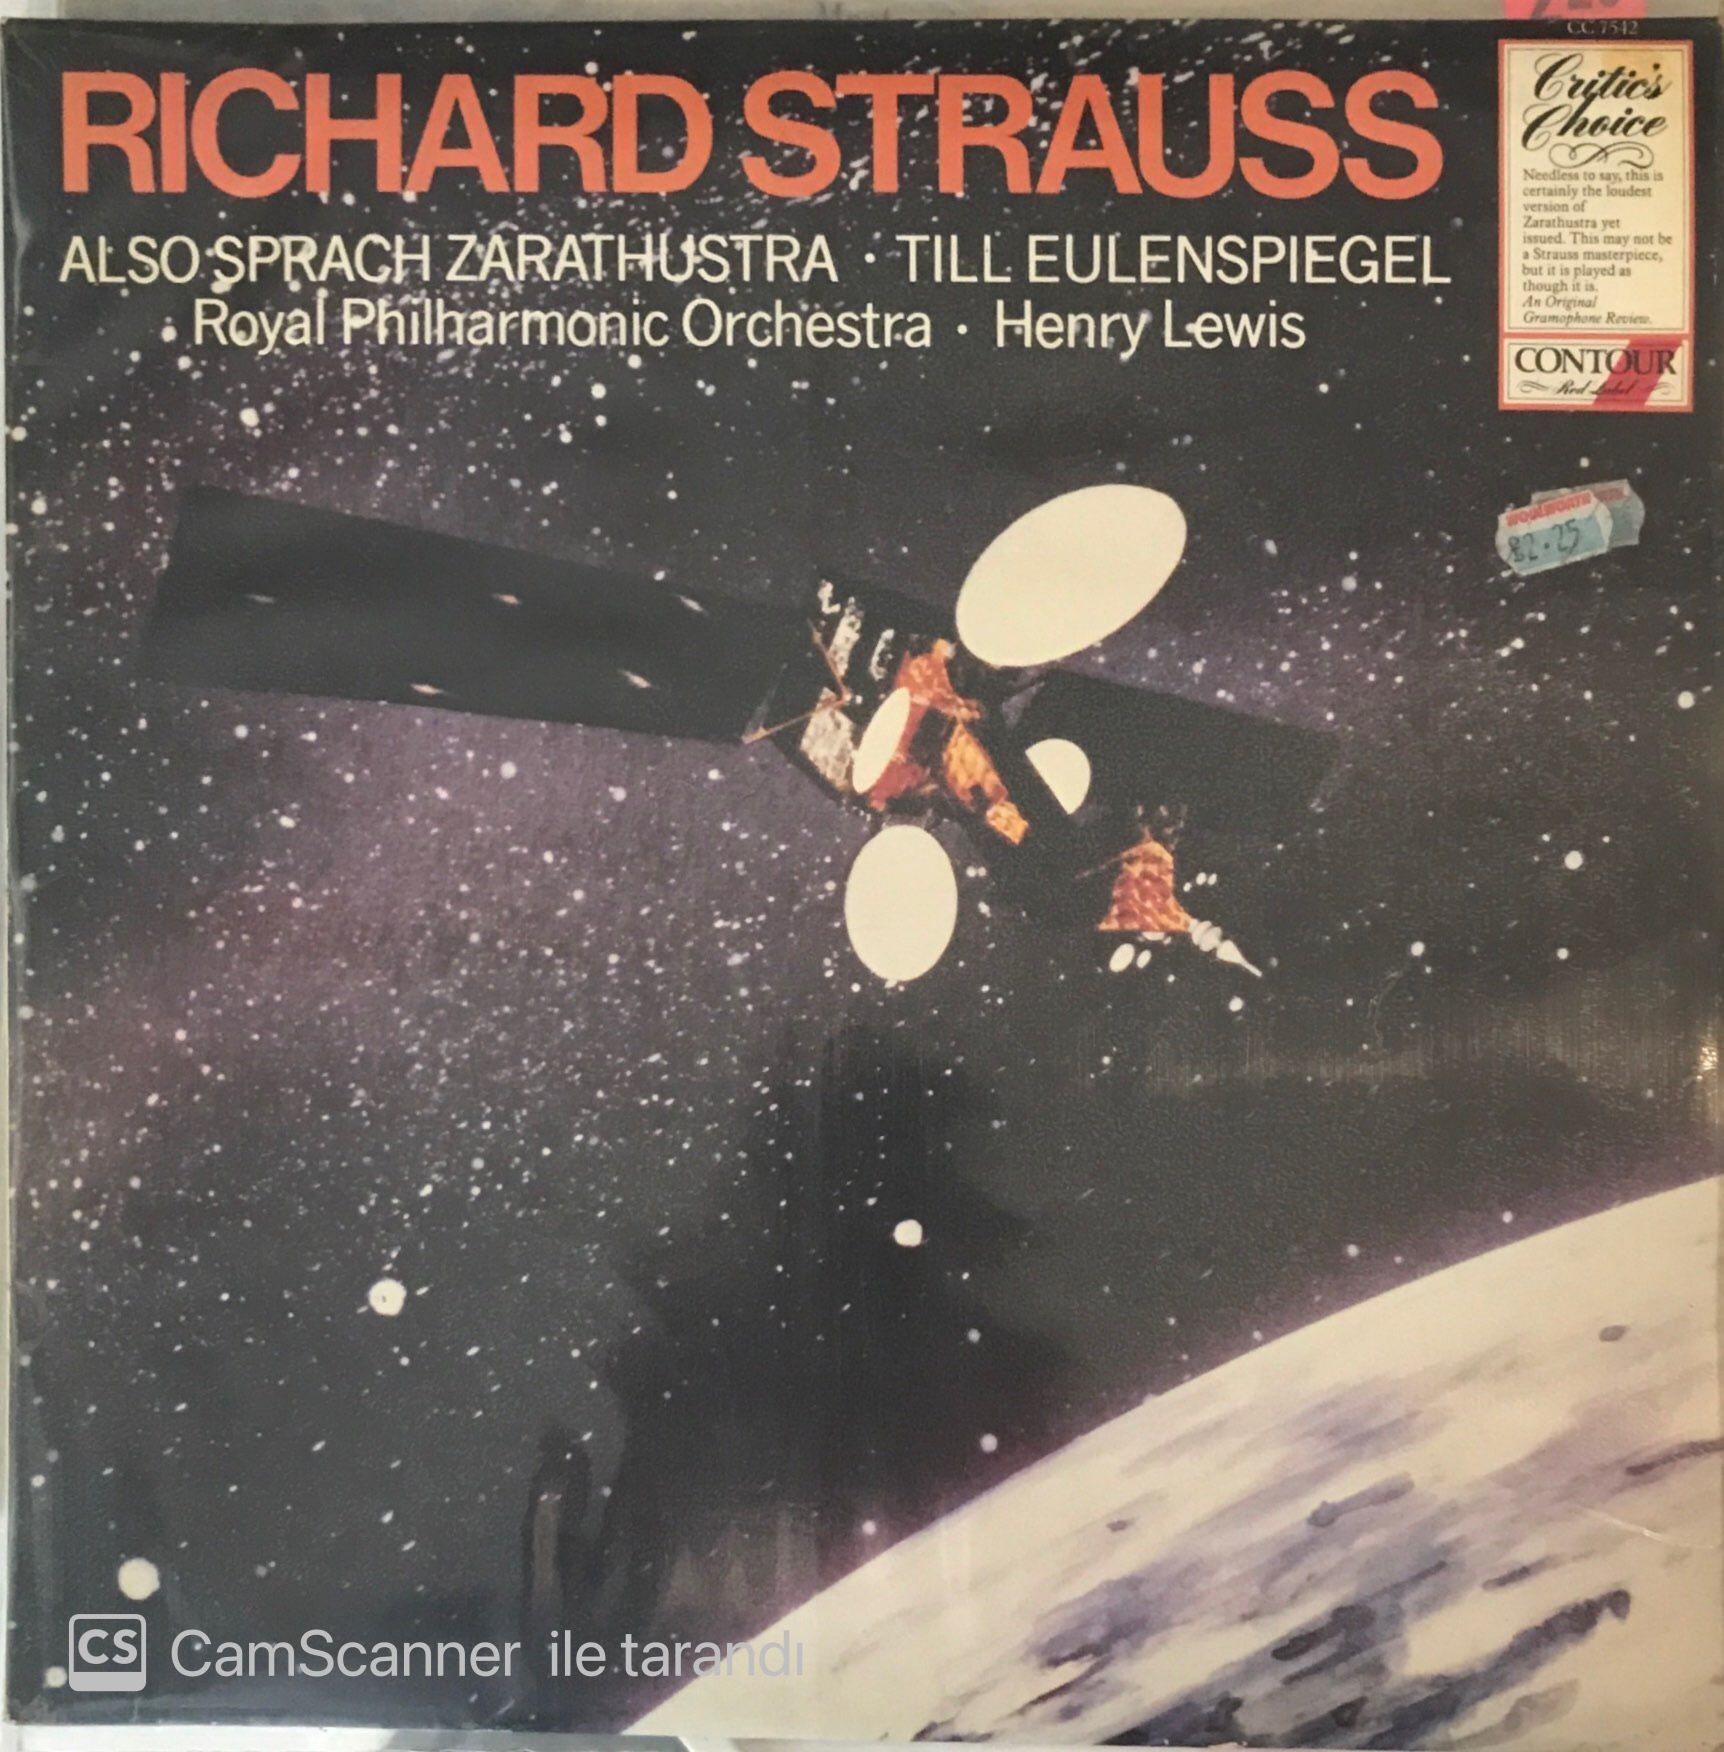 CC 7542
RICHARD STRAUSS
ALSO SPRACH ZARATHUSTRA · TILL EULENSPIEGEL
Royal Philharmonic Orchestra · Henry Lewis
Critic's
Choice
Needless to say, this is
certainly the loudest
version of
Zarathustra yet
issued. This may not be
a Strauss masterpiece,
but it is played as
though it is.
An Original
Gramophone Review.
CONTOUR
Red Label
WOOLWORTH
£2.25
CS CamScanner ile tarandı